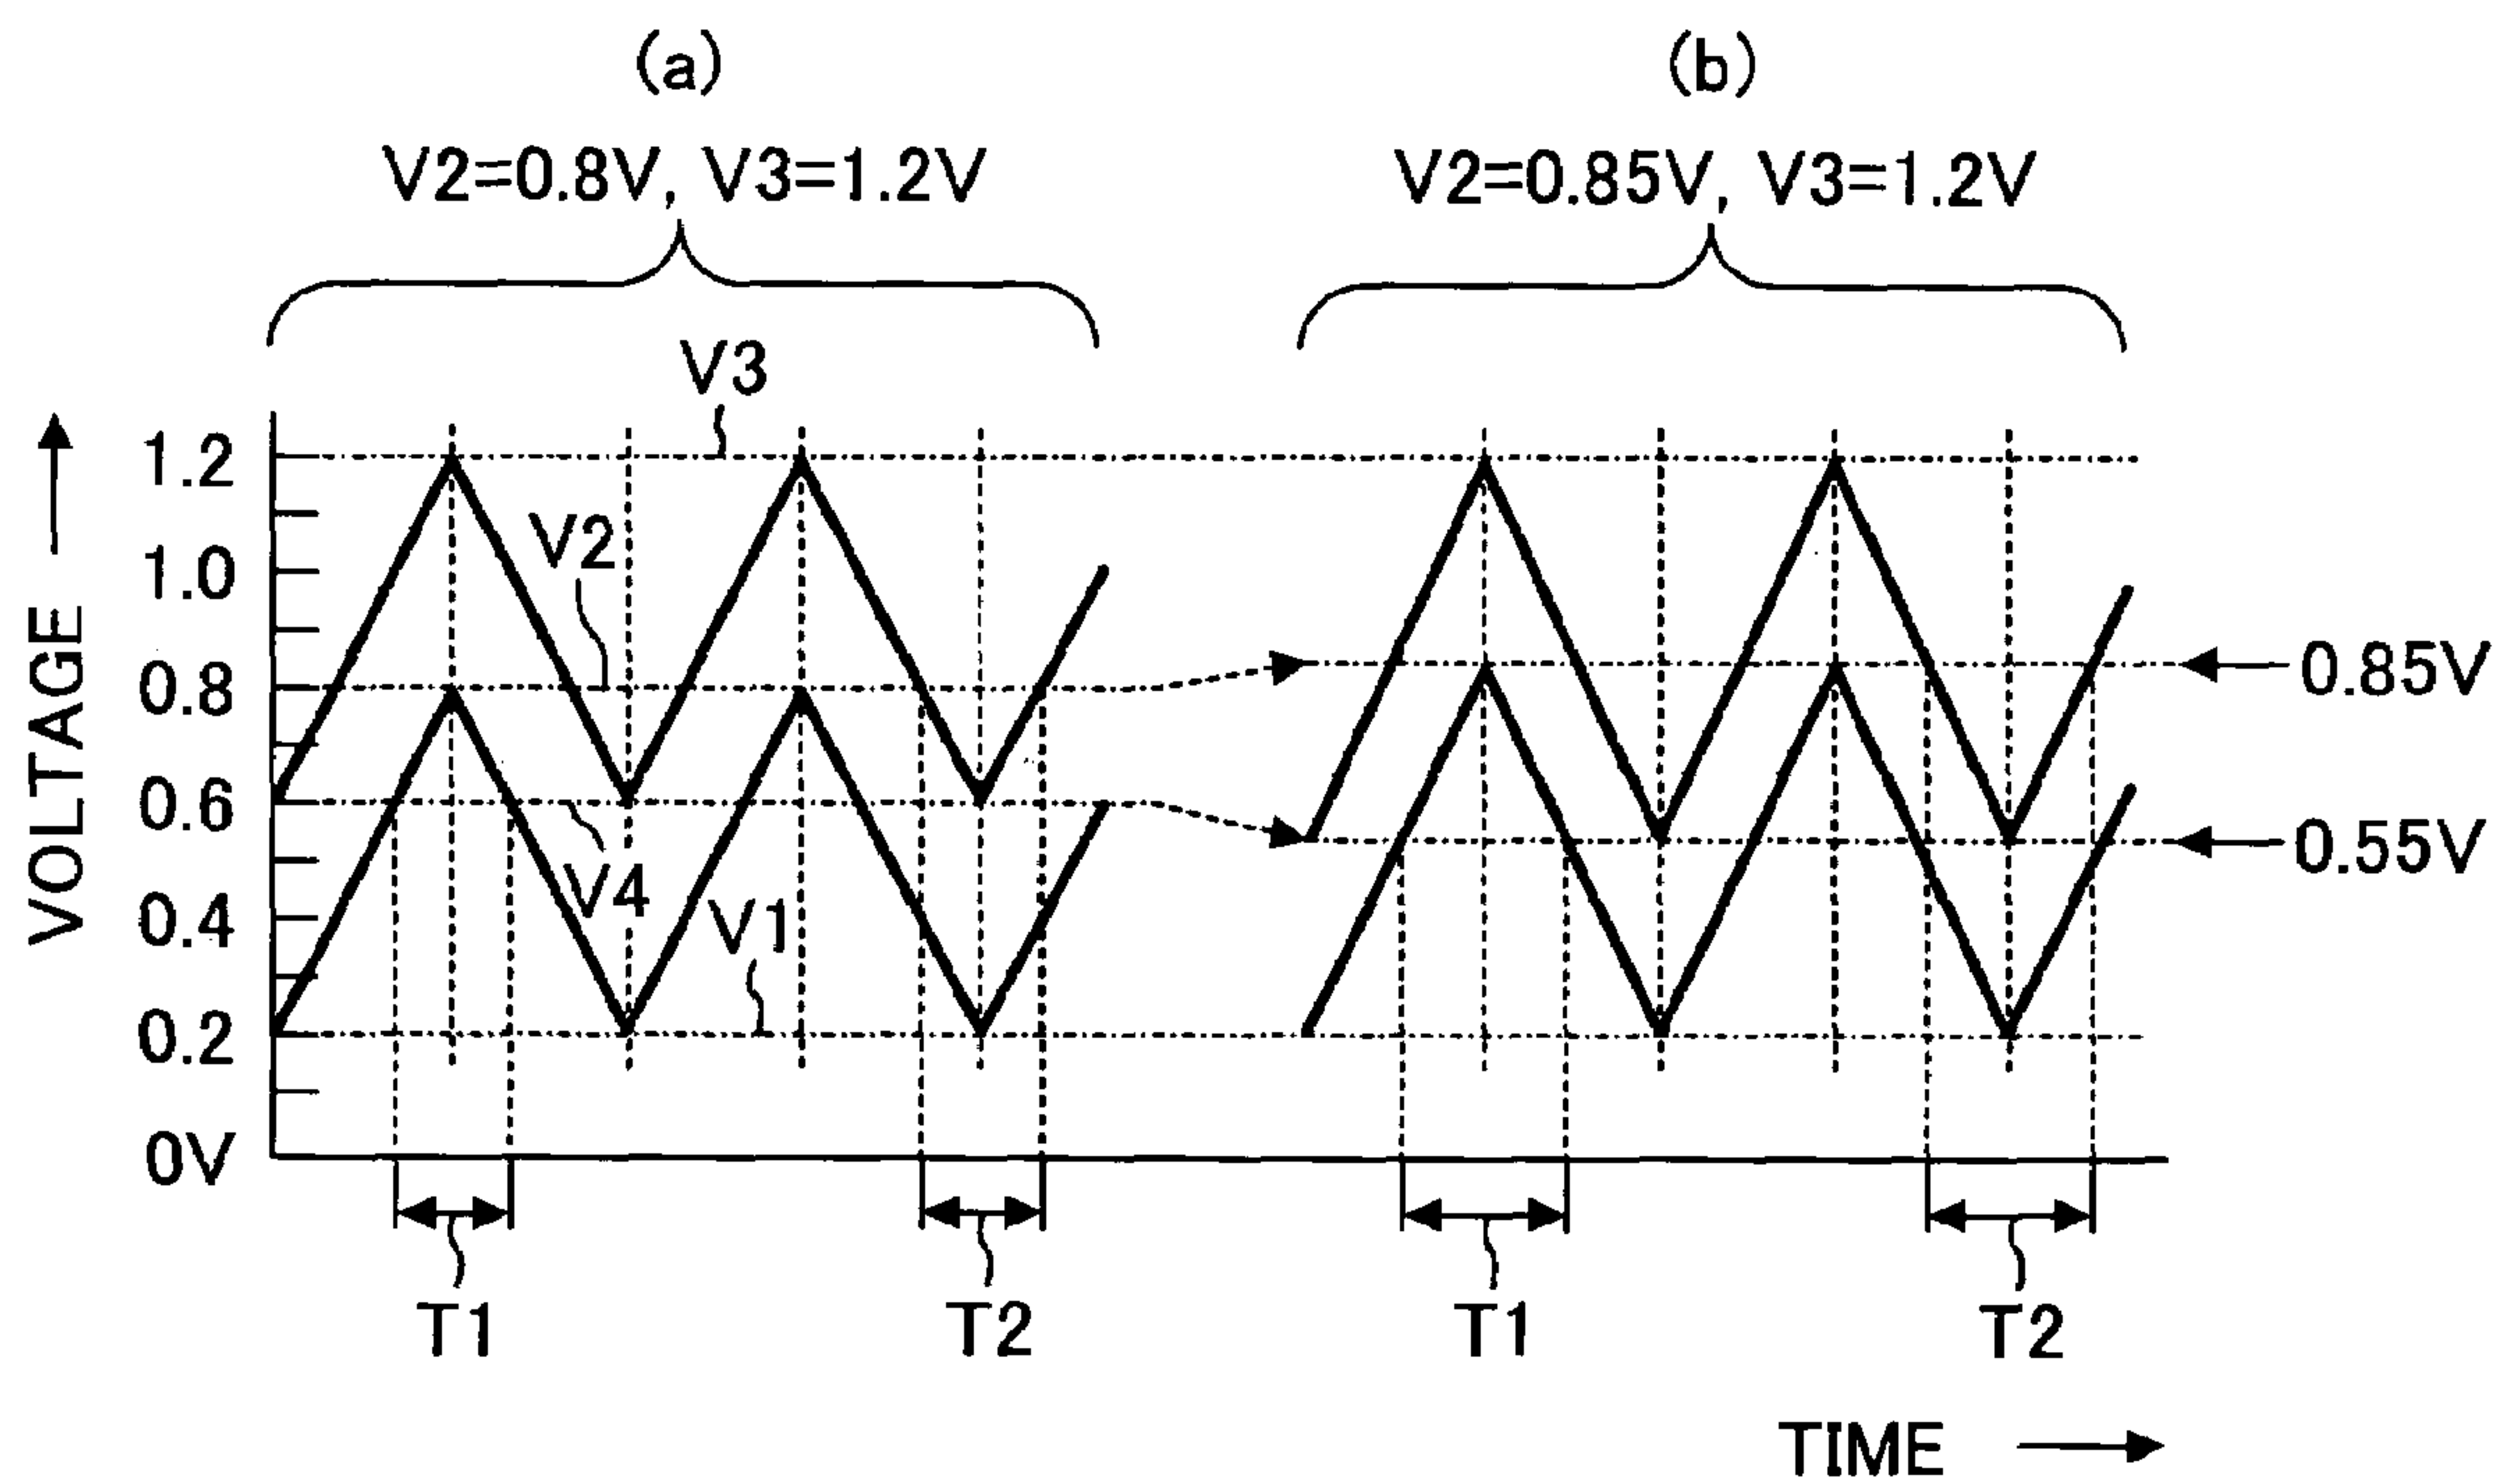 (a)
(b)
V2=0.8V, V3=1.2V
V2=0.85V, V3=1.2V
V3
VOLTAGE
1.2
1.0
0.8
0.6
0.4
0.2
0V
V2
V4
V1
0.85V
0.55V
T1
T2
T1
T2
TIME